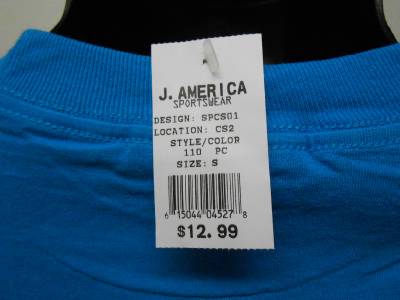 J. AMERICA
SPORTSWEAR
DESIGN: SPCS01
LOCATION: CS2
STYLE/COLOR
110 PC
SIZE: S
6 15044 04527 8
$12.99